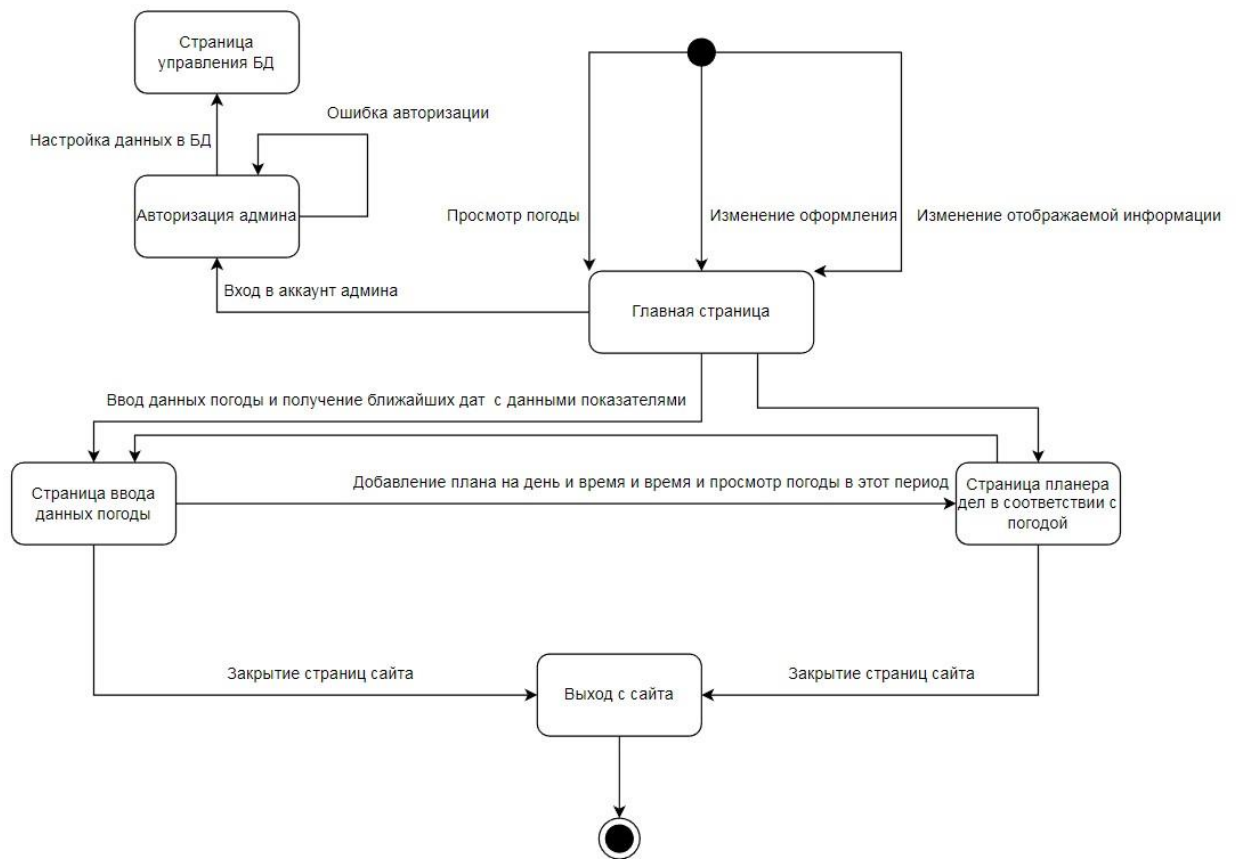 Страница
управления БД
Ошибка авторизации
Настройка данных в БД
Авторизация админа
Просмотр погоды
Изменение оформления
Изменение отображаемой информации
Вход в аккаунт админа
Главная страница
Ввод данных погоды и получение ближайших дат с данными показателями
Страница ввода
данных погоды
Добавление плана на день и время и время и просмотр погоды в этот период
Страница планера
дел в соответствии с
погодой
Закрытие страниц сайта
Выход с сайта
Закрытие страниц сайта